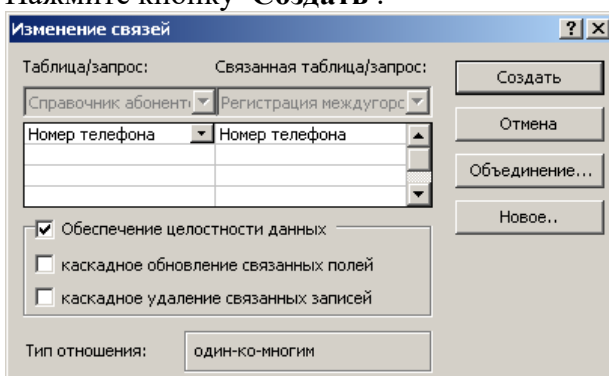 Нажмите кнопку "Создать".
Изменение связей
Таблица/запрос: Связанная таблица/запрос:
Создать
Справочник абоненті Регистрация междугорс
Отмена
Номер телефона Номер телефона
Объединение...
Новое..
Обеспечение целостности данных
каскадное обновление связанных полей
каскадное удаление связанных записей
Тип отношения: один-ко-многим